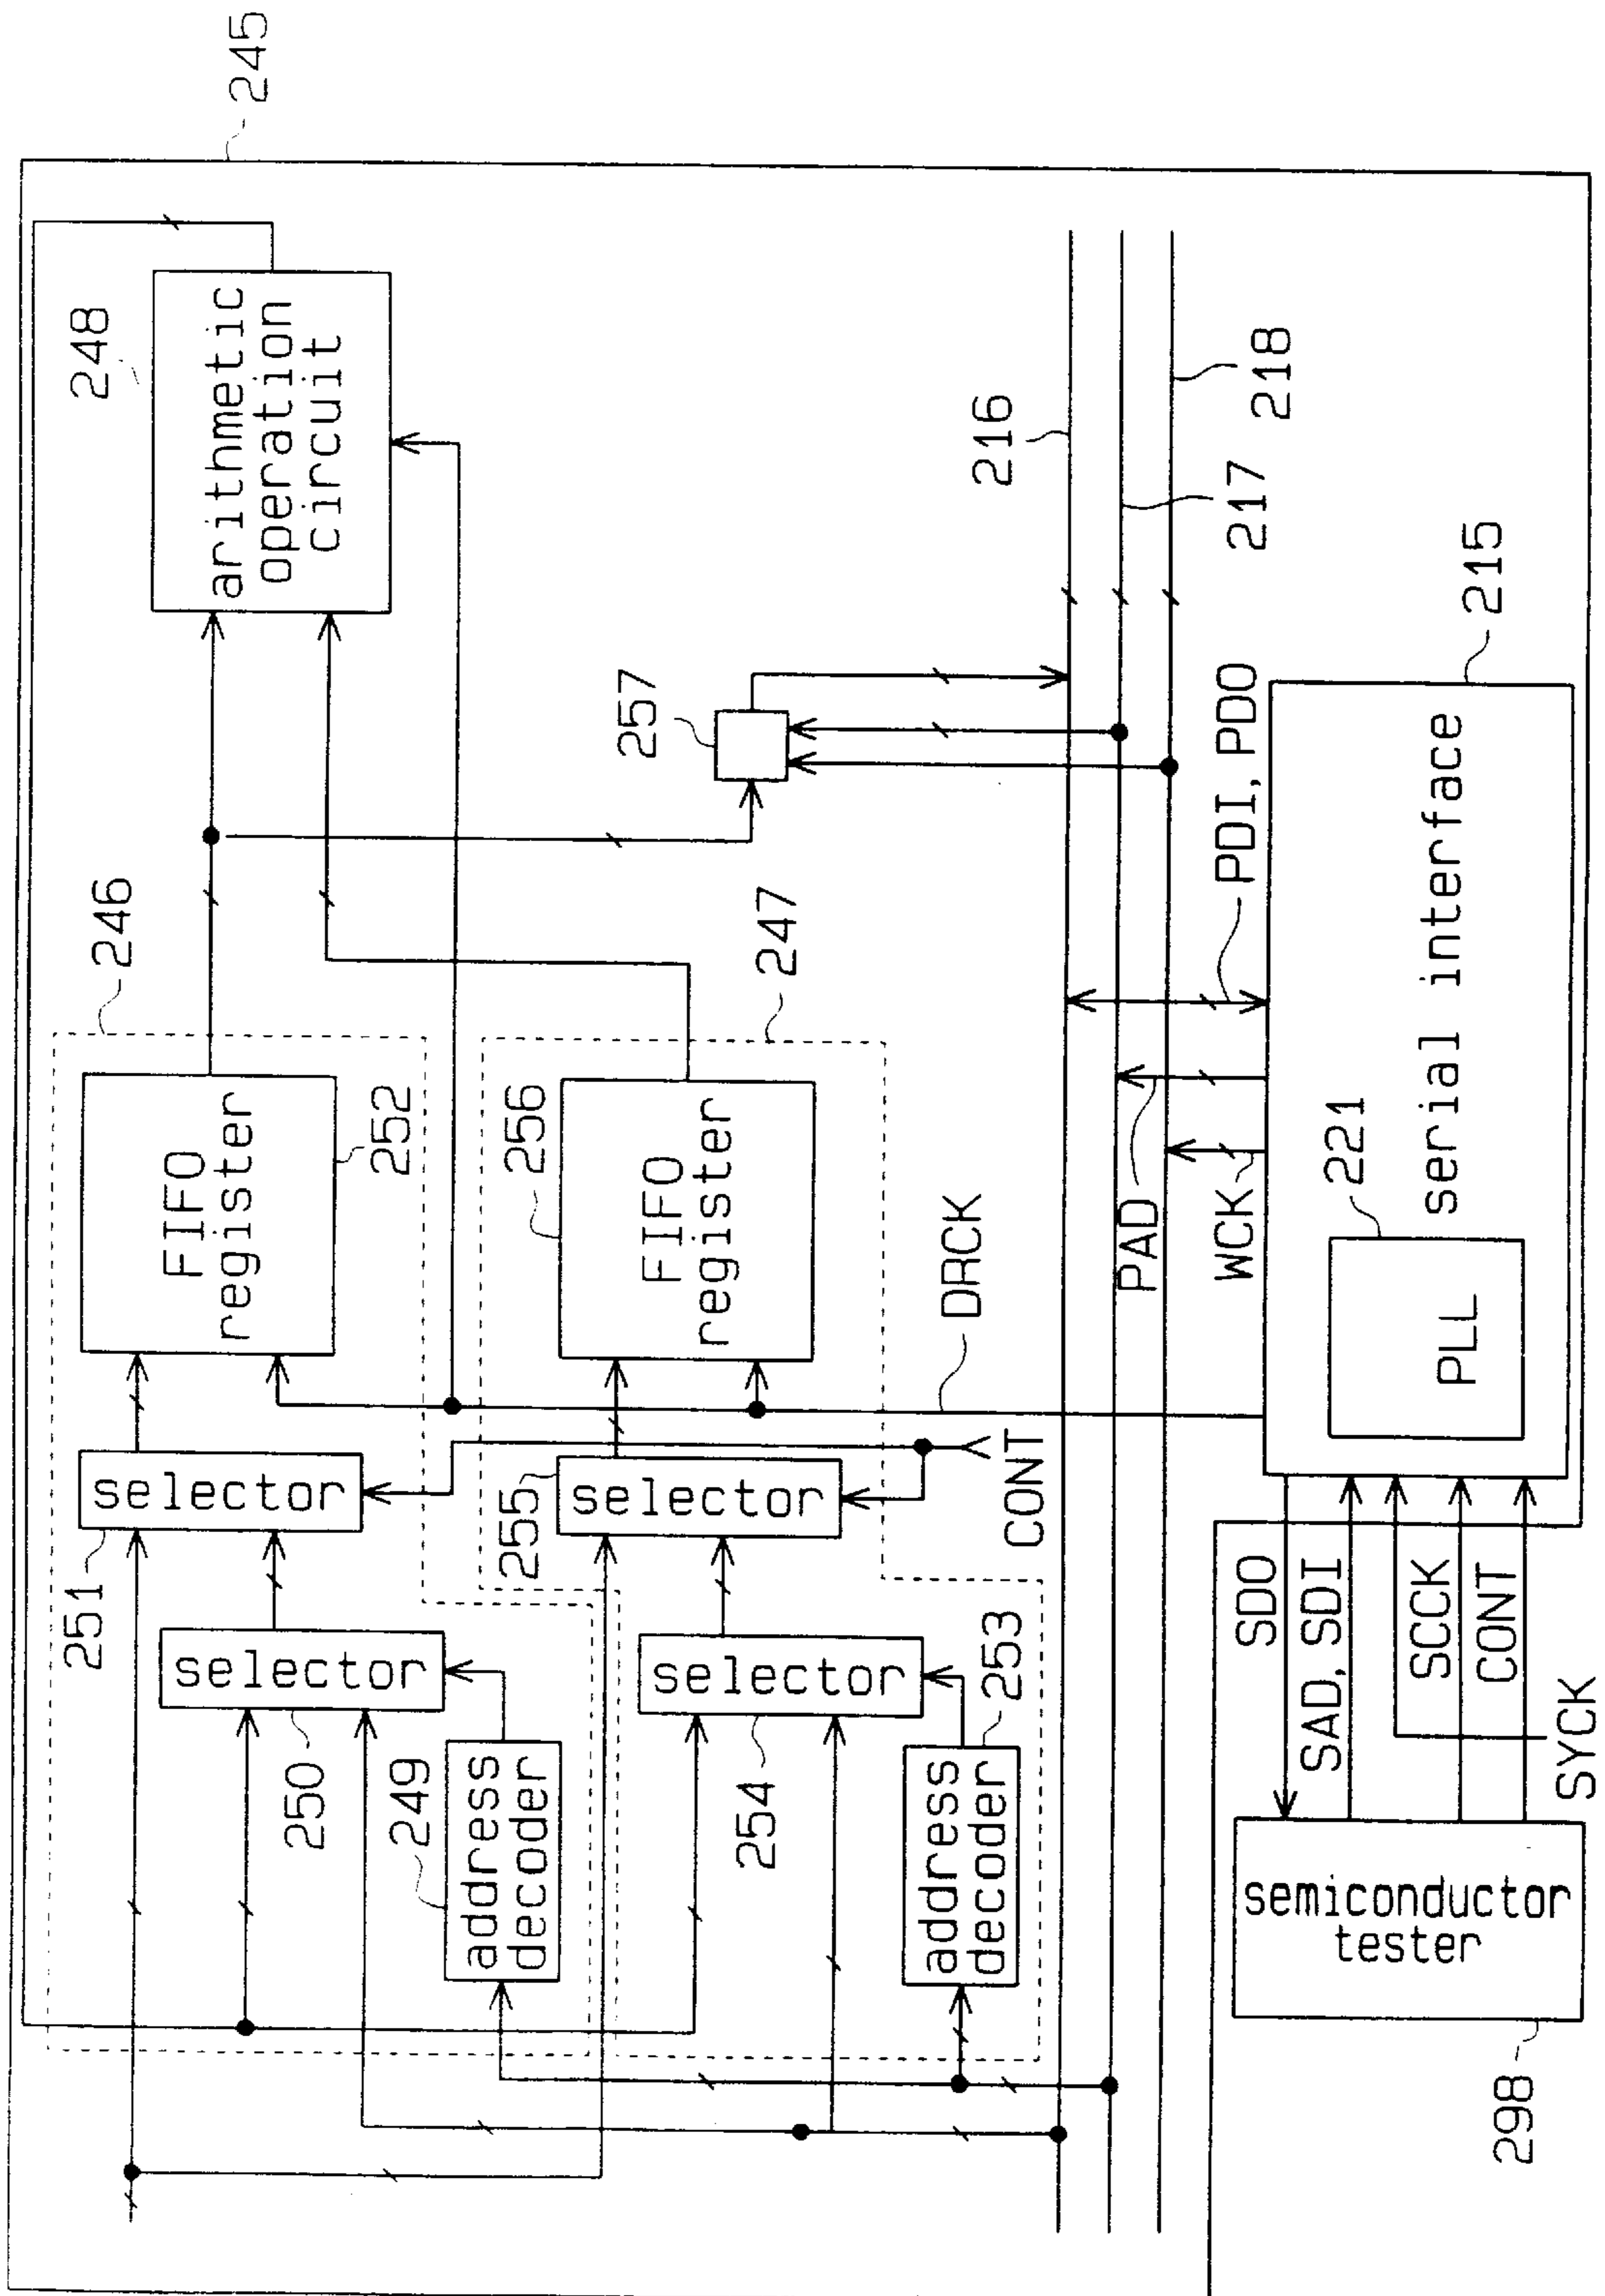 245
248
arithmetic
operation
circuit
246
FIFO
register
252
selector
251
selector
250
249
address
decoder
247
256
FIFO
register
255
selector
selector
254
253
address
decoder
257
216
217
218
DRCK
CONT
PAD
WCK
PDI, PDO
215
serial interface
221
PLL
SDO
SAD, SDI
SCCK
CONT
SYCK
semiconductor
tester
298